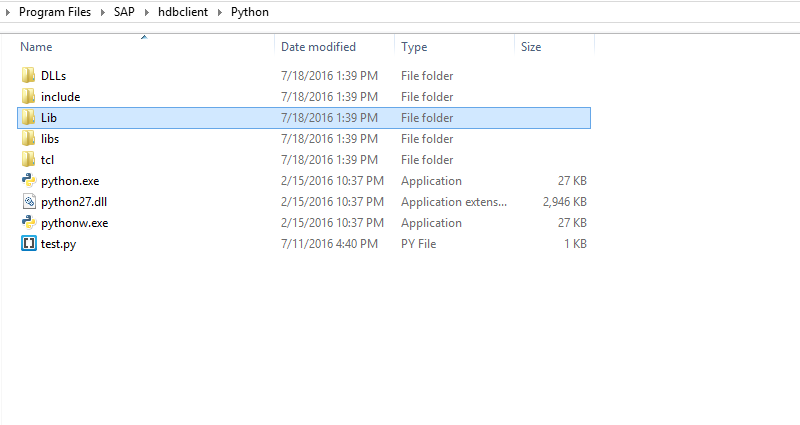 Program Files SAP hdbclient Python
Name Date modified Type Size
DLLs 7/18/2016 1:39 PM File folder
include 7/18/2016 1:39 PM File folder
Lib 7/18/2016 1:39 PM File folder
libs 7/18/2016 1:39 PM File folder
tcl 7/18/2016 1:39 PM File folder
python.exe 2/15/2016 10:37 PM Application 27 KB
python27.dll 2/15/2016 10:37 PM Application extens... 2,946 KB
pythonw.exe 2/15/2016 10:37 PM Application 27 KB
test.py 7/11/2016 4:40 PM PY File 1 KB